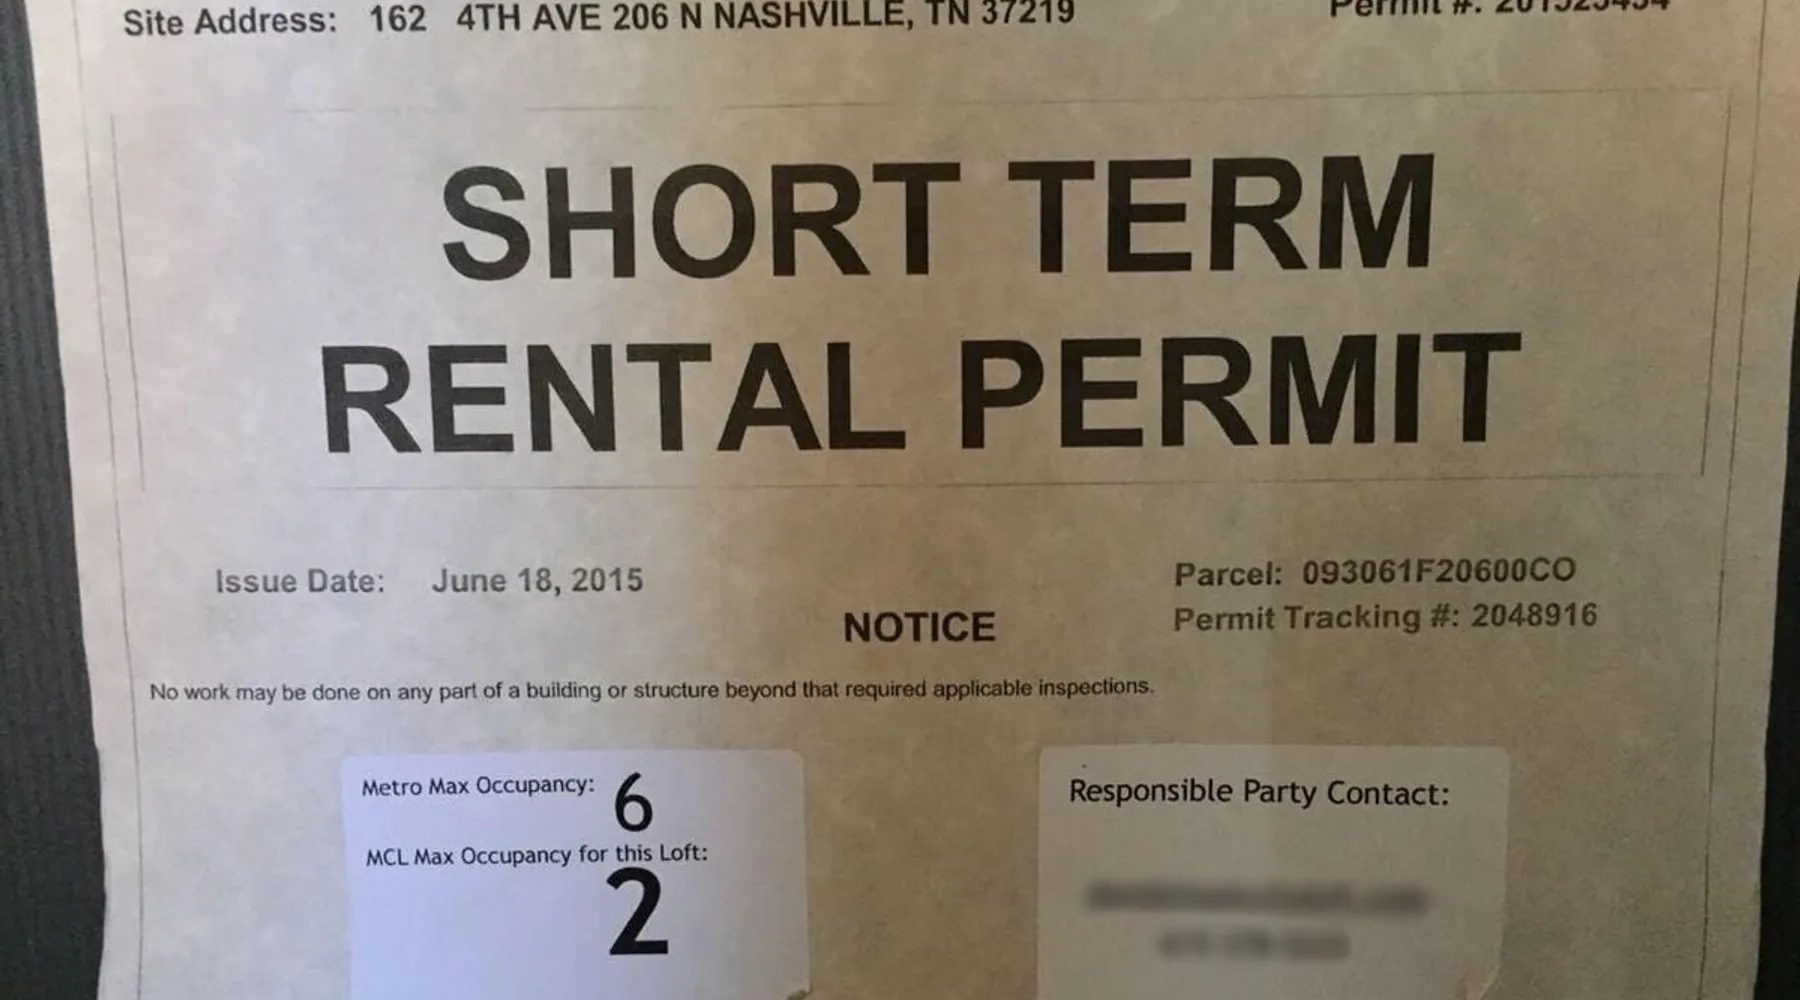 Site Address: 162 4TH AVE 206 N NASHVILLE, TN 37219
Permit #: 201523434
SHORT TERM
RENTAL PERMIT
Issue Date: June 18, 2015
Parcel: 093061F20600CO
Permit Tracking #: 2048916
NOTICE
No work may be done on any part of a building or structure beyond that required applicable inspections.
Metro Max Occupancy: 6
MCL Max Occupancy for this Loft:
2
Responsible Party Contact: